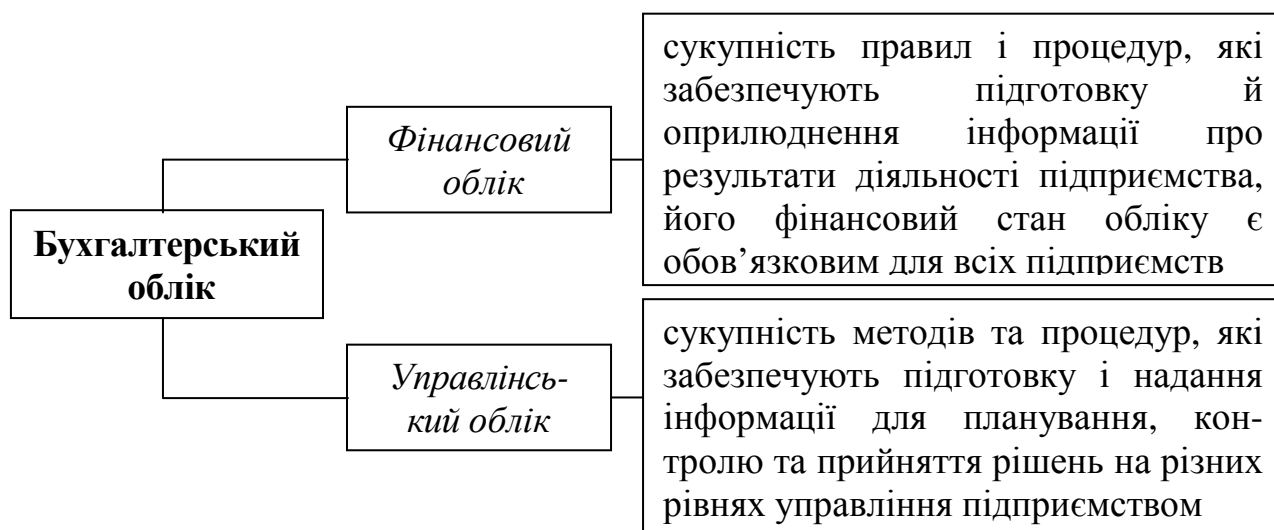 Бухгалтерський
облік
Фінансовий
облік
сукупність правил і процедур, які
забезпечують підготовку й
оприлюднення інформації про
результати діяльності підприємства,
його фінансовий стан обліку є
обов’язковим для всіх підприємств
Управлінсь-
кий облік
сукупність методів та процедур, які
забезпечують підготовку і надання
інформації для планування, кон-
тролю та прийняття рішень на різних
рівнях управління підприємством